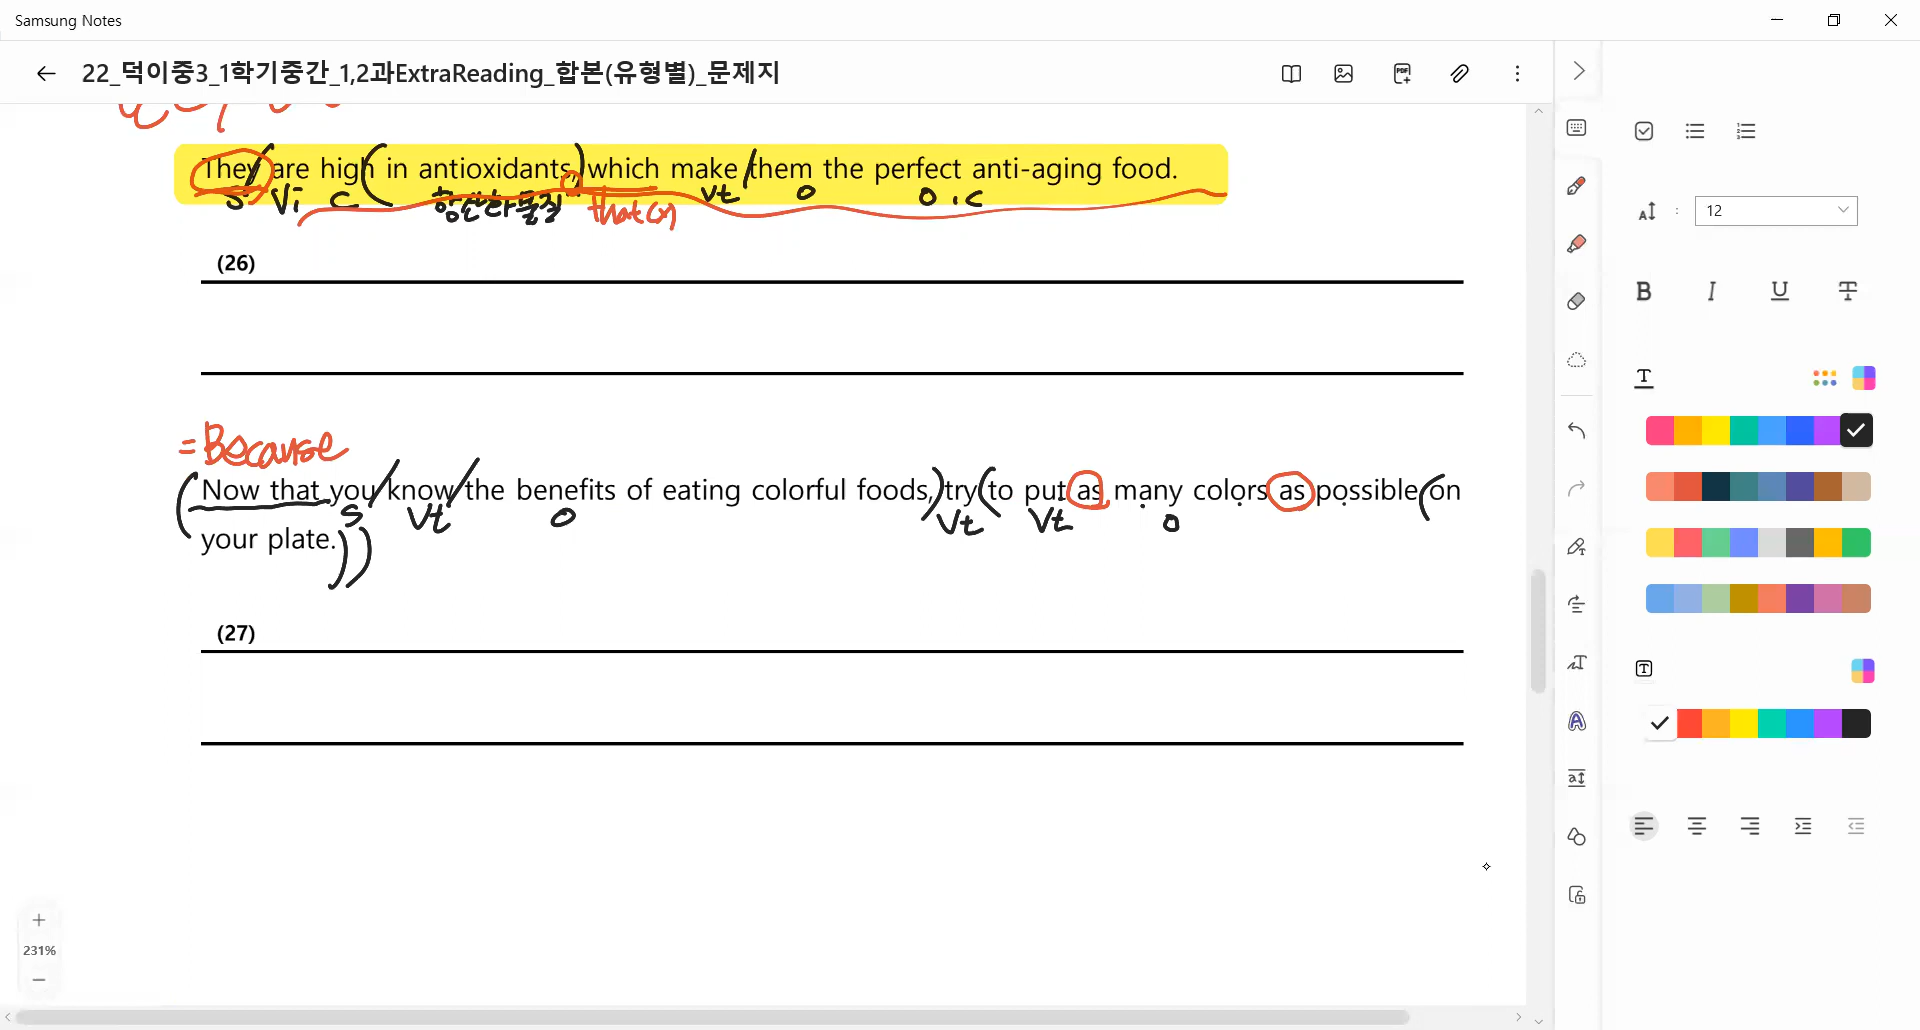 Samsung Notes
22_덕이중3_1학기중간_1,2과ExtraReading_합본(유형별)_문제지
They are high in antioxidants, which make them the perfect anti-aging food.
S Vi C 항산화물질 that(x) Vt O O.C
(26)
12
= Because
Now that you know the benefits of eating colorful foods, try to put as many colors as possible on
S Vt O Vt Vt O
your plate.
(27)
231%